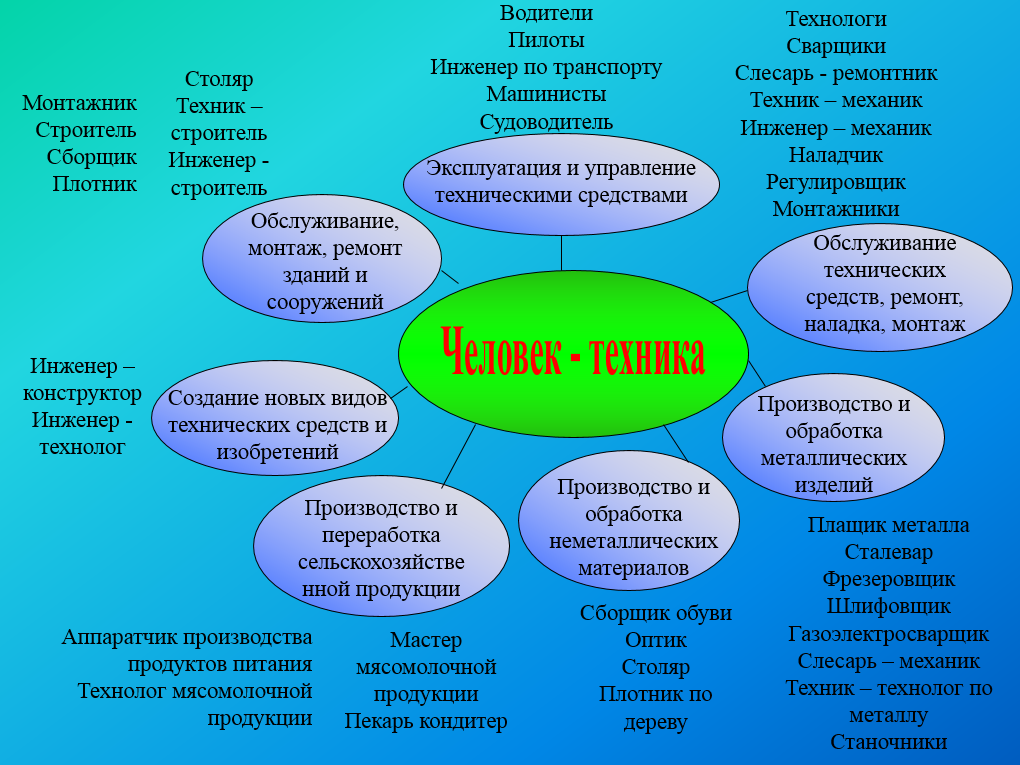 Водители
Пилоты
Инженер по транспорту
Машинисты
Судоводитель
Технологи
Сварщики
Слесарь - ремонтник
Техник – механик
Инженер – механик
Наладчик
Регулировщик
Монтажники
Монтажник
Строитель
Сборщик
Плотник
Столяр
Техник –
строитель
Инженер -
строитель
Эксплуатация и управление
техническими средствами
Обслуживание,
монтаж, ремонт
зданий и
сооружений
Обслуживание
технических
средств, ремонт,
наладка, монтаж
Человек - техника
Инженер –
конструктор
Инженер -
технолог
Создание новых видов
технических средств и
изобретений
Производство и
обработка
металлических
изделий
Производство и
переработка
сельскохозяйстве
нной продукции
Производство и
обработка
неметаллических
материалов
Плащик металла
Сталевар
Фрезеровщик
Шлифовщик
Газоэлектросварщик
Слесарь – механик
Техник – технолог по
металлу
Станочники
Аппаратчик производства
продуктов питания
Технолог мясомолочной
продукции
Мастер
мясомолочной
продукции
Пекарь кондитер
Сборщик обуви
Оптик
Столяр
Плотник по
дереву